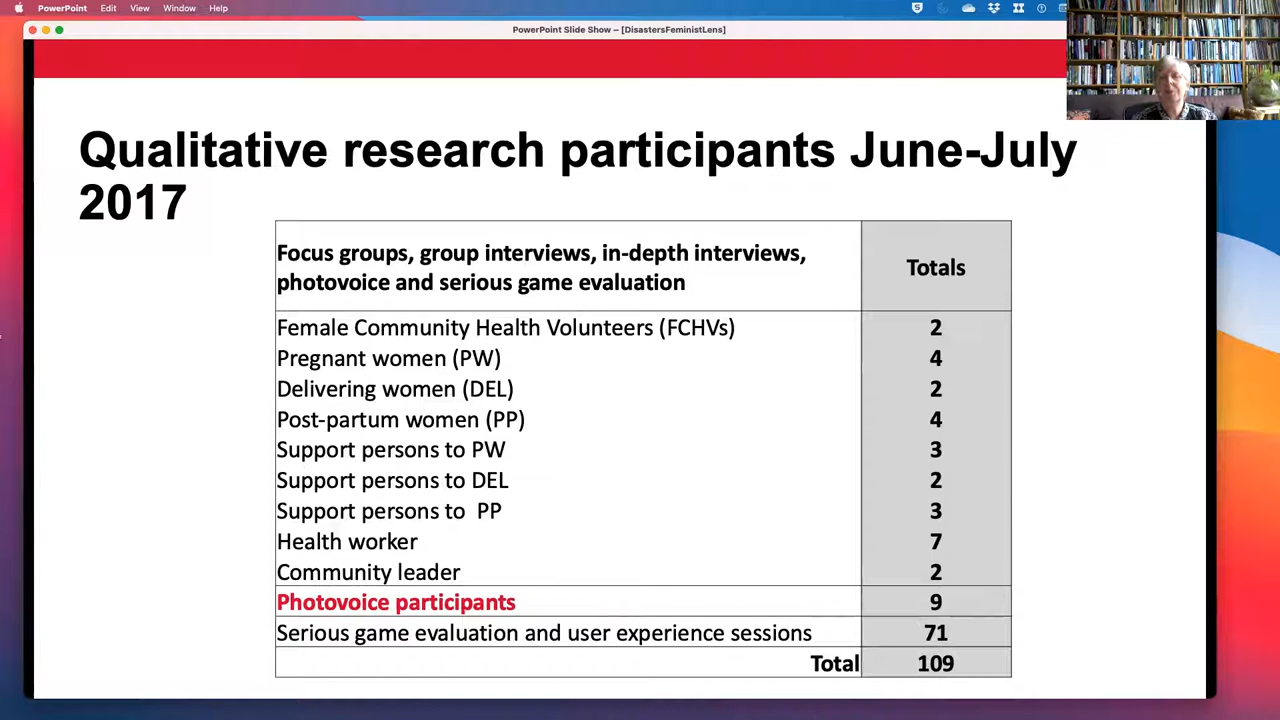 PowerPoint Edit View Window Help
PowerPoint Slide Show – [DisastersFeministLens]
Qualitative research participants June-July
2017
Focus groups, group interviews, in-depth interviews,
photovoice and serious game evaluation
Totals
Female Community Health Volunteers (FCHVs) 2
Pregnant women (PW) 4
Delivering women (DEL) 2
Post-partum women (PP) 4
Support persons to PW 3
Support persons to DEL 2
Support persons to PP 3
Health worker 7
Community leader 2
Photovoice participants 9
Serious game evaluation and user experience sessions 71
Total 109